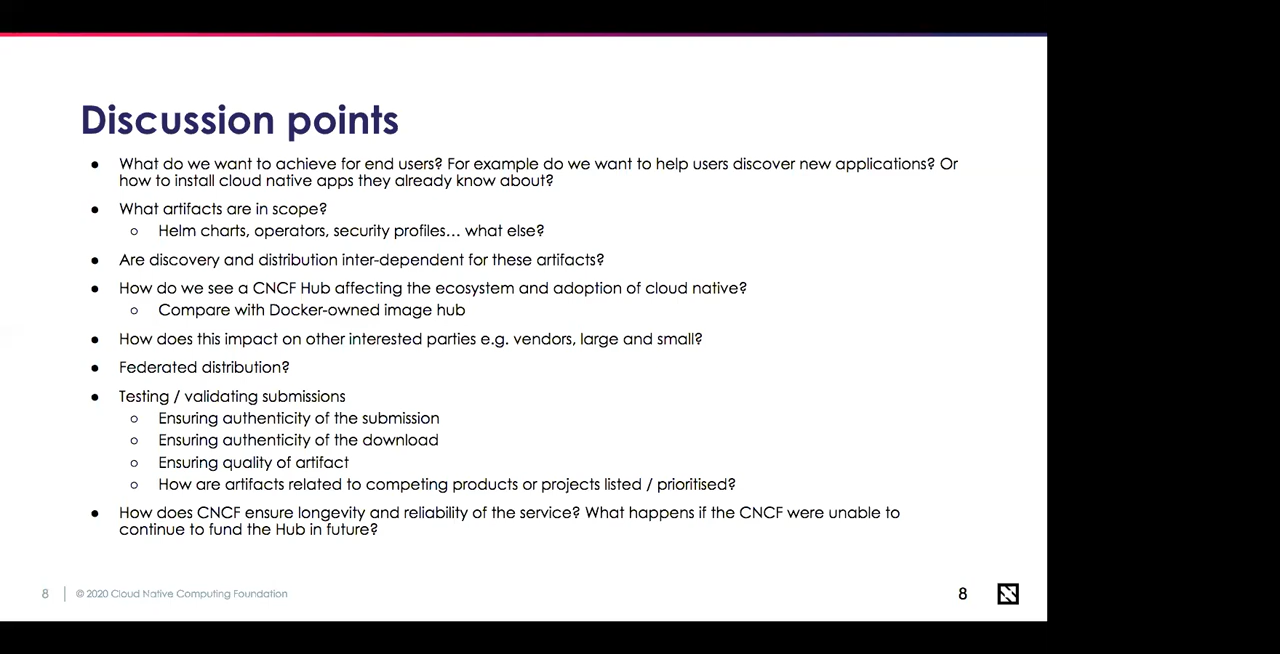 Discussion points
● What do we want to achieve for end users? For example do we want to help users discover new applications? Or
how to install cloud native apps they already know about?
● What artifacts are in scope?
○ Helm charts, operators, security profiles… what else?
● Are discovery and distribution inter-dependent for these artifacts?
● How do we see a CNCF Hub affecting the ecosystem and adoption of cloud native?
○ Compare with Docker-owned image hub
● How does this impact on other interested parties e.g. vendors, large and small?
● Federated distribution?
● Testing / validating submissions
○ Ensuring authenticity of the submission
○ Ensuring authenticity of the download
○ Ensuring quality of artifact
○ How are artifacts related to competing products or projects listed / prioritised?
● How does CNCF ensure longevity and reliability of the service? What happens if the CNCF were unable to
continue to fund the Hub in future?
8 | © 2020 Cloud Native Computing Foundation
8